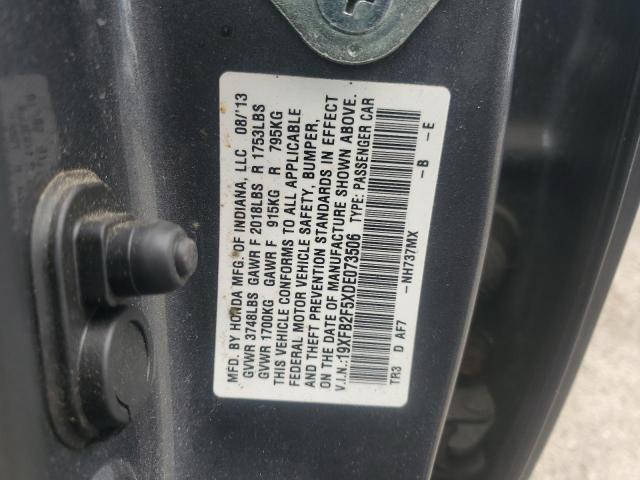 MFD. BY HONDA MFG. OF INDIANA, LLC 08/'13
GVWR 3748LBS GAWR F 2018LBS R 1753LBS
GVWR 1700KG GAWR F 915KG R 795KG
THIS VEHICLE CONFORMS TO ALL APPLICABLE
FEDERAL MOTOR VEHICLE SAFETY, BUMPER,
AND THEFT PREVENTION STANDARDS IN EFFECT
ON THE DATE OF MANUFACTURE SHOWN ABOVE.
V.I.N.:19XFB2F5XDE073506 TYPE: PASSENGER CAR
TR3 D AF7 -NH737MX -B -E